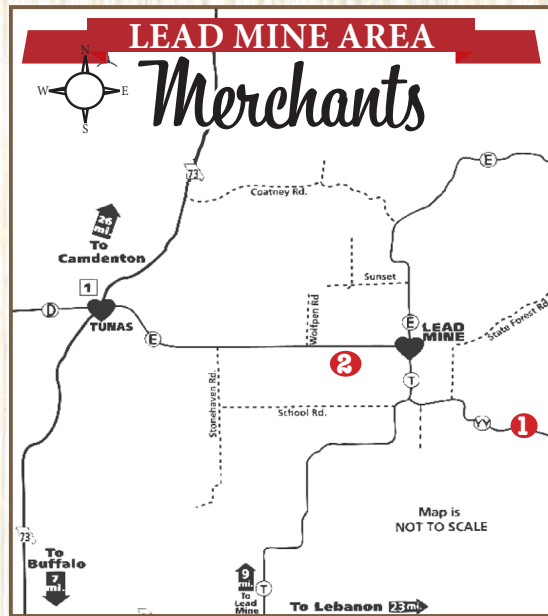 LEAD MINE AREA
Merchants
N
W
E
S
73
E
Coatney Rd.
26
mi.
To
Camdenton
Sunset
1
D
TUNAS
E
Wolfpen Rd
E
LEAD
MINE
State Forest Rd.
2
T
Stonehaven Rd.
School Rd.
YY
1
Map is
NOT TO SCALE
73
To
Buffalo
7
mi.
9
mi.
To
Lead
Mine
T
To Lebanon 23mi.